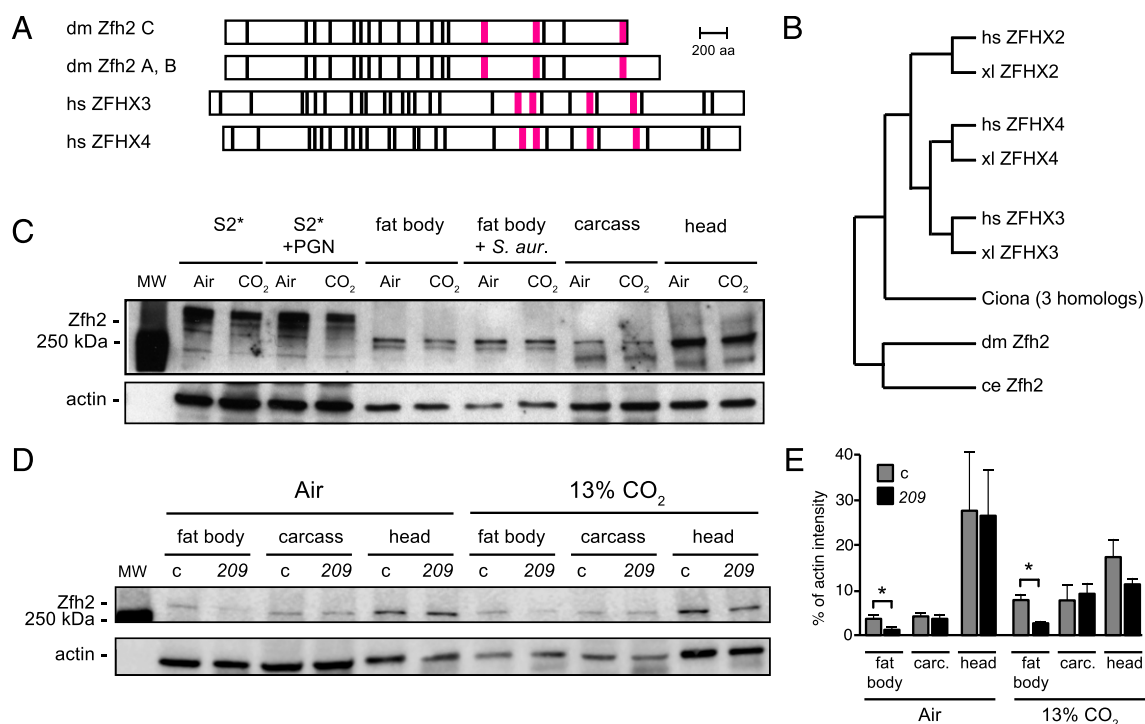 A
dm Zfh2 C
dm Zfh2 A, B
hs ZFHX3
hs ZFHX4
200 aa
B
hs ZFHX2
xl ZFHX2
hs ZFHX4
xl ZFHX4
hs ZFHX3
xl ZFHX3
Ciona (3 homologs)
dm Zfh2
ce Zfh2
C
S2* S2* +PGN fat body fat body + S. aur. carcass head
MW Air CO2 Air CO2 Air CO2 Air CO2 Air CO2 Air CO2
Zfh2 -
250 kDa -
actin -
D
Air 13% CO2
fat body carcass head fat body carcass head
MW c 209 c 209 c 209 c 209 c 209 c 209
Zfh2 -
250 kDa -
actin -
E
% of actin intensity
40
30
20
10
0
c
209
* *
fat body carc. head fat body carc. head
Air 13% CO2